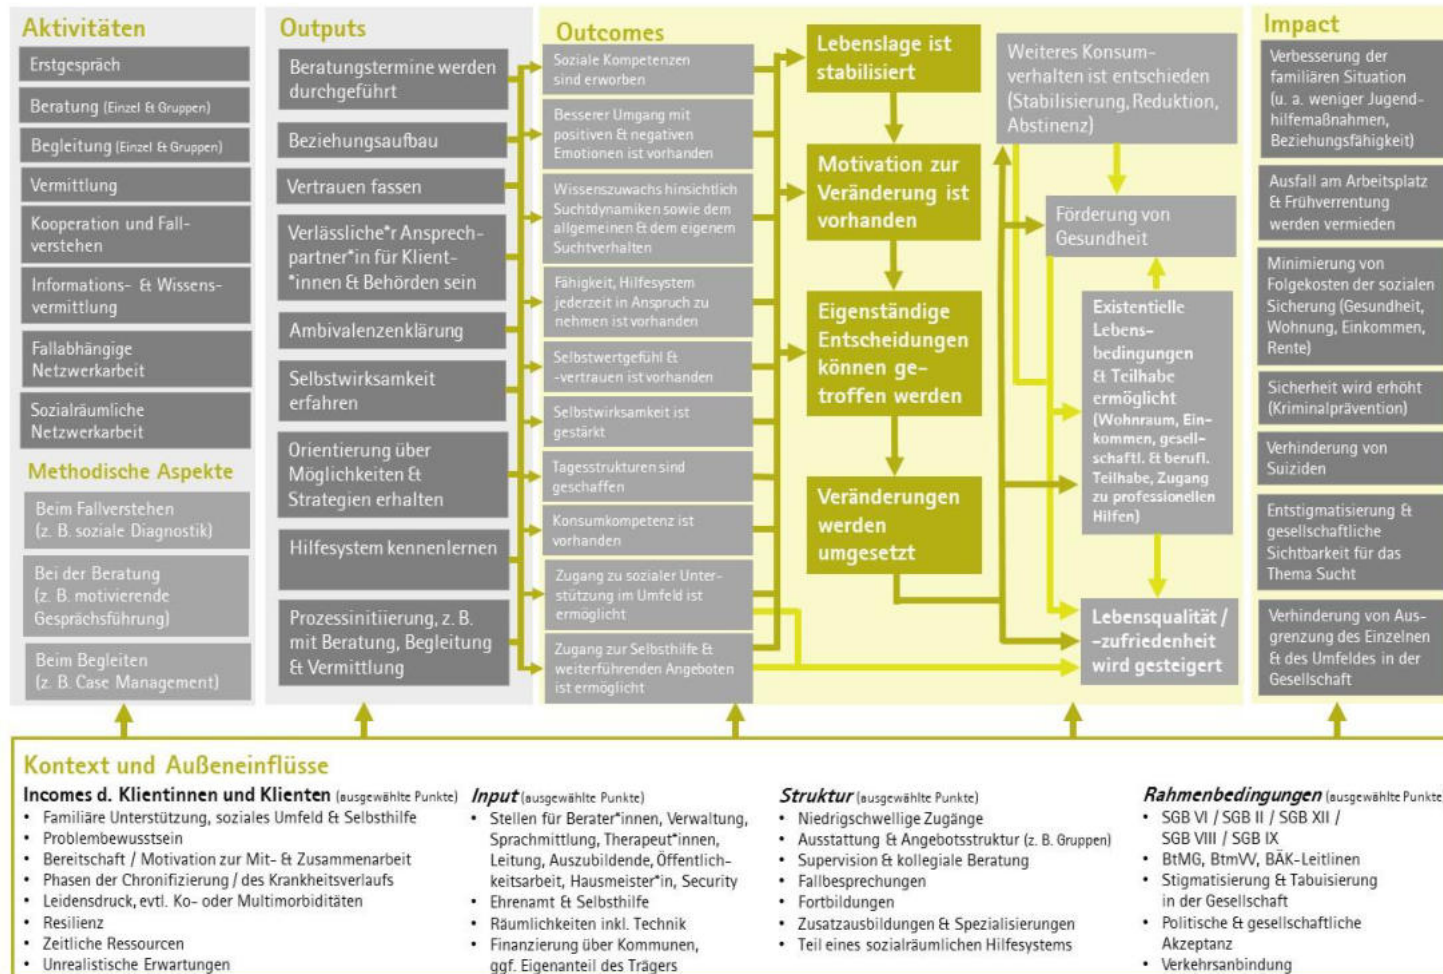 Aktivitäten
Erstgespräch
Beratung (Einzel & Gruppen)
Begleitung (Einzel & Gruppen)
Vermittlung
Kooperation und Fall-
verstehen
Informations- & Wissens-
vermittlung
Fallabhängige
Netzwerkarbeit
Sozialräumliche
Netzwerkarbeit
Methodische Aspekte
Beim Fallverstehen
(z. B. soziale Diagnostik)
Bei der Beratung
(z. B. motivierende
Gesprächsführung)
Beim Begleiten
(z. B. Case Management)
Outputs
Beratungstermine werden
durchgeführt
Beziehungsaufbau
Vertrauen fassen
Verlässliche*r Ansprech-
partner*in für Klient-
*innen & Behörden sein
Ambivalenzenklärung
Selbstwirksamkeit
erfahren
Orientierung über
Möglichkeiten &
Strategien erhalten
Hilfesystem kennenlernen
Prozessinitiierung, z. B.
mit Beratung, Begleitung
& Vermittlung
Outcomes
Soziale Kompetenzen
sind erworben
Besserer Umgang mit
positiven & negativen
Emotionen ist vorhanden
Wissenszuwachs hinsichtlich
Suchtdynamiken sowie dem
allgemeinen & dem eigenem
Suchtverhalten
Fähigkeit, Hilfesystem
jederzeit in Anspruch zu
nehmen ist vorhanden
Selbstwertgefühl &
-vertrauen ist vorhanden
Selbstwirksamkeit ist
gestärkt
Tagesstrukturen sind
geschaffen
Konsumkompetenz ist
vorhanden
Zugang zu sozialer Unter-
stützung im Umfeld ist
ermöglicht
Zugang zur Selbsthilfe &
weiterführenden Angeboten
ist ermöglicht
Lebenslage ist
stabilisiert
Motivation zur
Veränderung ist
vorhanden
Eigenständige
Entscheidungen
können ge-
troffen werden
Veränderungen
werden
umgesetzt
Weiteres Konsum-
verhalten ist entschieden
(Stabilisierung, Reduktion,
Abstinenz)
Förderung von
Gesundheit
Existentielle
Lebens-
bedingungen
& Teilhabe
ermöglicht
(Wohnraum, Ein-
kommen, gesell-
schaftl. & berufl.
Teilhabe, Zugang
zu professionellen
Hilfen)
Lebensqualität /
-zufriedenheit
wird gesteigert
Impact
Verbesserung der
familiären Situation
(u. a. weniger Jugend-
hilfemaßnahmen,
Beziehungsfähigkeit)
Ausfall am Arbeitsplatz
& Frühverrentung
werden vermieden
Minimierung von
Folgekosten der sozialen
Sicherung (Gesundheit,
Wohnung, Einkommen,
Rente)
Sicherheit wird erhöht
(Kriminalprävention)
Verhinderung von
Suiziden
Entstigmatisierung &
gesellschaftliche
Sichtbarkeit für das
Thema Sucht
Verhinderung von Aus-
grenzung des Einzelnen
& des Umfeldes in der
Gesellschaft
Kontext und Außeneinflüsse
Incomes d. Klientinnen und Klienten (ausgewählte Punkte)
• Familiäre Unterstützung, soziales Umfeld & Selbsthilfe
• Problembewusstsein
• Bereitschaft / Motivation zur Mit- & Zusammenarbeit
• Phasen der Chronifizierung / des Krankheitsverlaufs
• Leidensdruck, evtl. Ko- oder Multimorbiditäten
• Resilienz
• Zeitliche Ressourcen
• Unrealistische Erwartungen
Input (ausgewählte Punkte)
• Stellen für Berater*innen, Verwaltung,
Sprachmittlung, Therapeut*innen,
Leitung, Auszubildende, Öffentlich-
keitsarbeit, Hausmeister*in, Security
• Ehrenamt & Selbsthilfe
• Räumlichkeiten inkl. Technik
• Finanzierung über Kommunen,
ggf. Eigenanteil des Trägers
Struktur (ausgewählte Punkte)
• Niedrigschwellige Zugänge
• Ausstattung & Angebotsstruktur (z. B. Gruppen)
• Supervision & kollegiale Beratung
• Fallbesprechungen
• Fortbildungen
• Zusatzausbildungen & Spezialisierungen
• Teil eines sozialräumlichen Hilfesystems
Rahmenbedingungen (ausgewählte Punkte
• SGB VI / SGB II / SGB XII /
SGB VIII / SGB IX
• BtMG, BtmVV, BÄK-Leitlinen
• Stigmatisierung & Tabuisierung
in der Gesellschaft
• Politische & gesellschaftliche
Akzeptanz
• Verkehrsanbindung